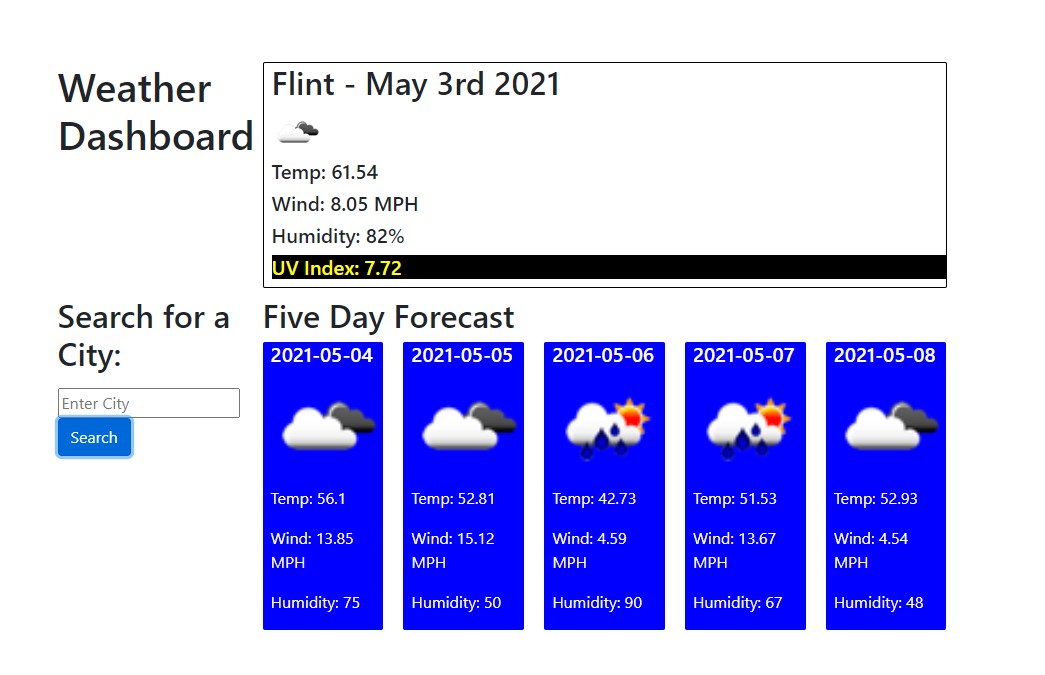 Weather
Dashboard
Flint - May 3rd 2021
Temp: 61.54
Wind: 8.05 MPH
Humidity: 82%
UV Index: 7.72
Search for a
City:
Enter City
Search
Five Day Forecast
2021-05-04
Temp: 56.1
Wind: 13.85
MPH
Humidity: 75
2021-05-05
Temp: 52.81
Wind: 15.12
MPH
Humidity: 50
2021-05-06
Temp: 42.73
Wind: 4.59
MPH
Humidity: 90
2021-05-07
Temp: 51.53
Wind: 13.67
MPH
Humidity: 67
2021-05-08
Temp: 52.93
Wind: 4.54
MPH
Humidity: 48